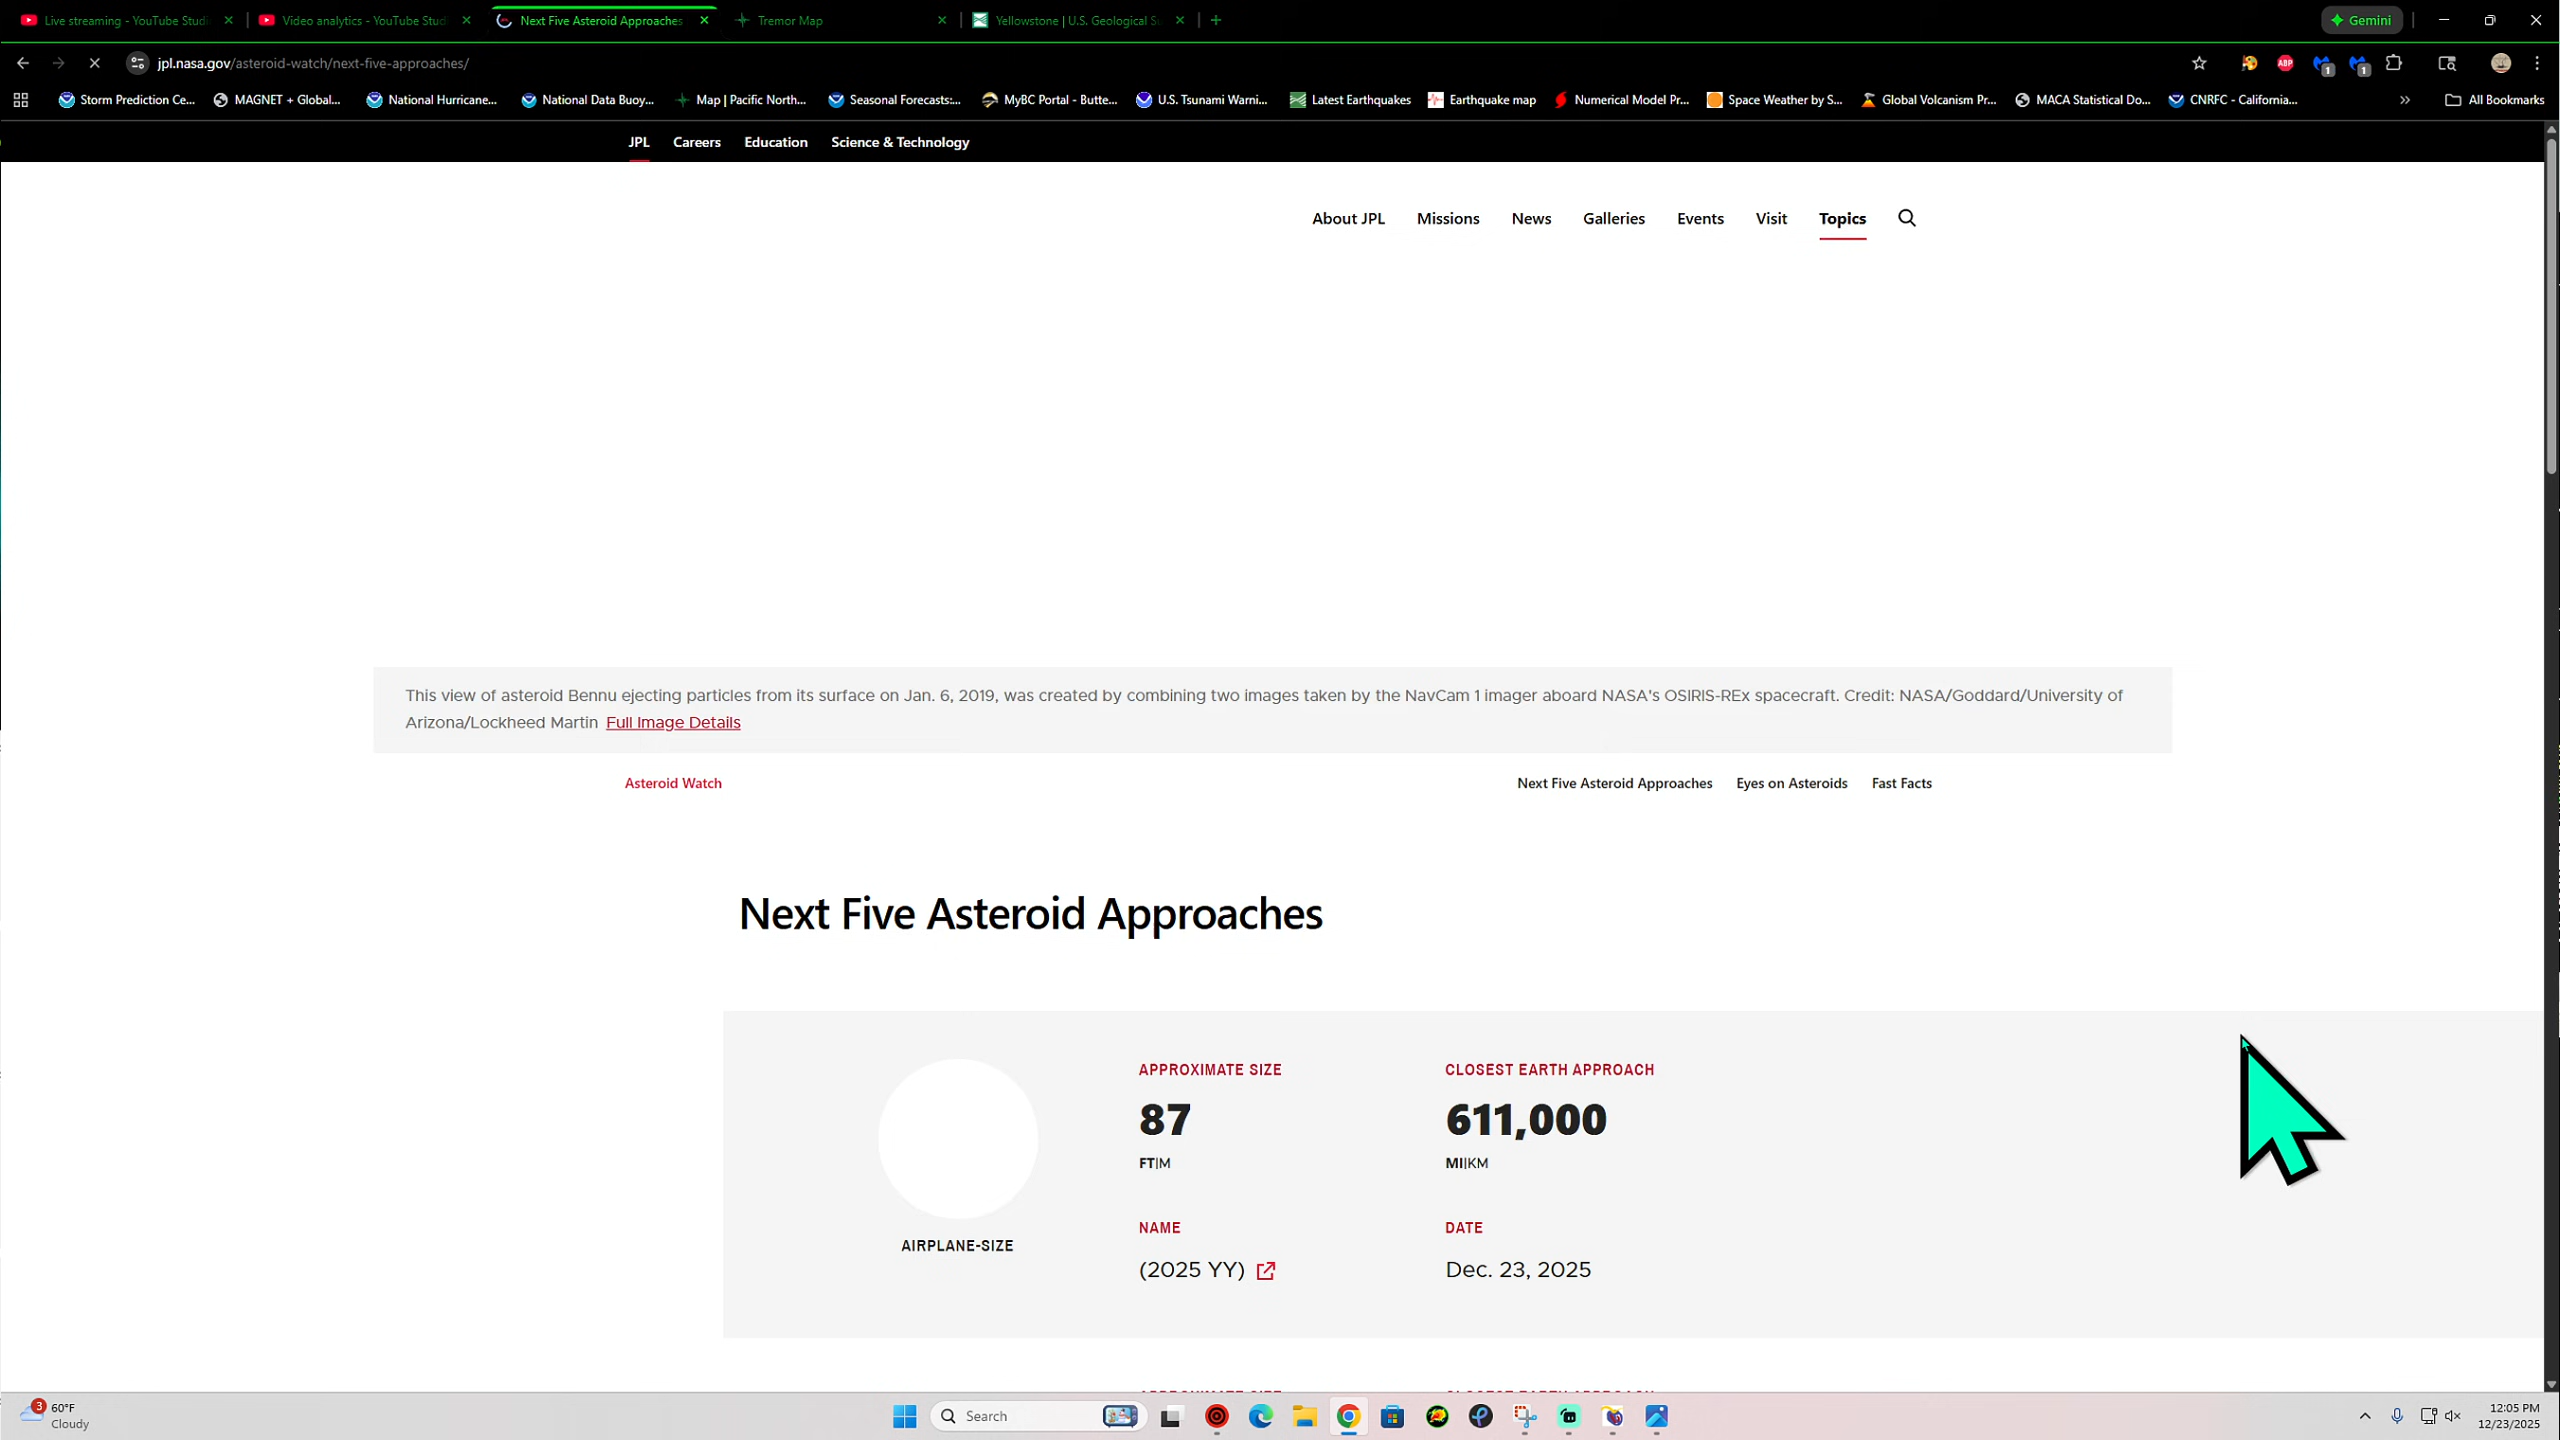 Live streaming - YouTube Studi
Video analytics - YouTube Stud
Next Five Asteroid Approaches
Tremor Map
Yellowstone | U.S. Geological Su
Gemini
jpl.nasa.gov/asteroid-watch/next-five-approaches/
ABP
1
1
Storm Prediction Ce...
MAGNET + Global...
National Hurricane...
National Data Buoy...
Map | Pacific North...
Seasonal Forecasts:...
MyBC Portal - Butte...
U.S. Tsunami Warni...
Latest Earthquakes
Earthquake map
Numerical Model Pr...
Space Weather by S...
Global Volcanism Pr...
MACA Statistical Do...
CNRFC - California...
All Bookmarks
JPL
Careers
Education
Science & Technology
About JPL
Missions
News
Galleries
Events
Visit
Topics
This view of asteroid Bennu ejecting particles from its surface on Jan. 6, 2019, was created by combining two images taken by the NavCam 1 imager aboard NASA's OSIRIS-REx spacecraft. Credit: NASA/Goddard/University of
Arizona/Lockheed Martin Full Image Details
Asteroid Watch
Next Five Asteroid Approaches
Eyes on Asteroids
Fast Facts
Next Five Asteroid Approaches
APPROXIMATE SIZE
CLOSEST EARTH APPROACH
87
611,000
FT|M
MI|KM
NAME
DATE
AIRPLANE-SIZE
(2025 YY)
Dec. 23, 2025
3
60°F
Cloudy
Search
12:05 PM
12/23/2025